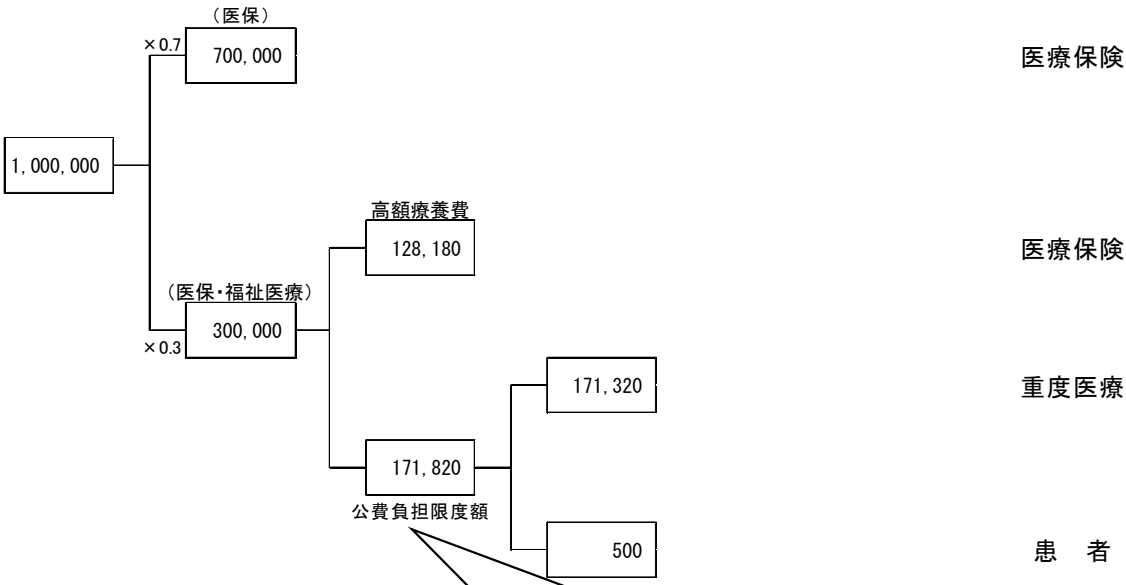 （医保）
×0.7
700,000
医療保険
1,000,000
高額療養費
128,180
医療保険
（医保・福祉医療）
300,000
×0.3
171,320
重度医療
171,820
公費負担限度額
500
患　者